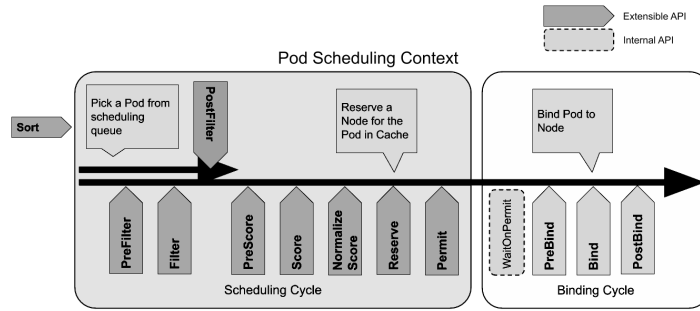 Extensible API
Internal API
Pod Scheduling Context
Pick a Pod from
scheduling
queue
PostFilter
Reserve a
Node for the
Pod in Cache
Bind Pod to
Node
Sort
PreFilter
Filter
PreScore
Score
Normalize
Score
Reserve
Permit
WaitOnPermit
PreBind
Bind
PostBind
Scheduling Cycle
Binding Cycle